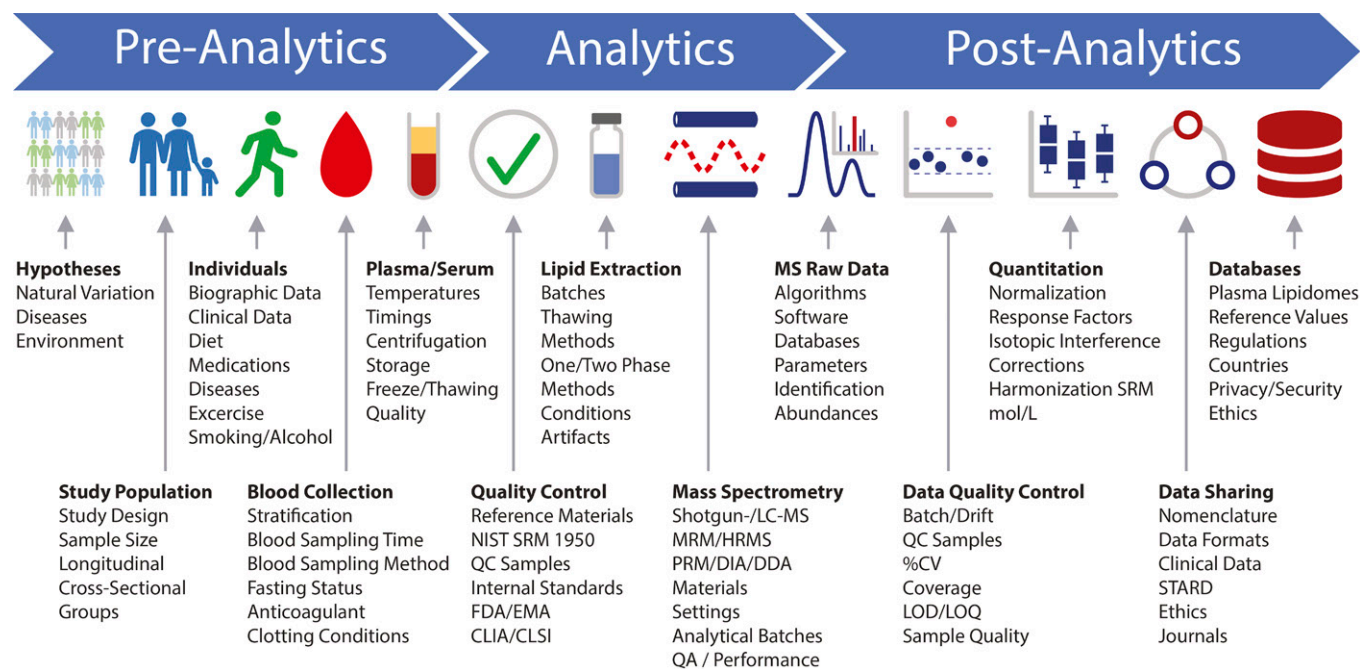 Pre-Analytics
Analytics
Post-Analytics
Hypotheses
Natural Variation
Diseases
Environment
Individuals
Biographic Data
Clinical Data
Diet
Medications
Diseases
Excercise
Smoking/Alcohol
Plasma/Serum
Temperatures
Timings
Centrifugation
Storage
Freeze/Thawing
Quality
Lipid Extraction
Batches
Thawing
Methods
One/Two Phase
Methods
Conditions
Artifacts
MS Raw Data
Algorithms
Software
Databases
Parameters
Identification
Abundances
Quantitation
Normalization
Response Factors
Isotopic Interference
Corrections
Harmonization SRM
mol/L
Databases
Plasma Lipidomes
Reference Values
Regulations
Countries
Privacy/Security
Ethics
Study Population
Study Design
Sample Size
Longitudinal
Cross-Sectional
Groups
Blood Collection
Stratification
Blood Sampling Time
Blood Sampling Method
Fasting Status
Anticoagulant
Clotting Conditions
Quality Control
Reference Materials
NIST SRM 1950
QC Samples
Internal Standards
FDA/EMA
CLIA/CLSI
Mass Spectrometry
Shotgun-/LC-MS
MRM/HRMS
PRM/DIA/DDA
Materials
Settings
Analytical Batches
QA / Performance
Data Quality Control
Batch/Drift
QC Samples
%CV
Coverage
LOD/LOQ
Sample Quality
Data Sharing
Nomenclature
Data Formats
Clinical Data
STARD
Ethics
Journals